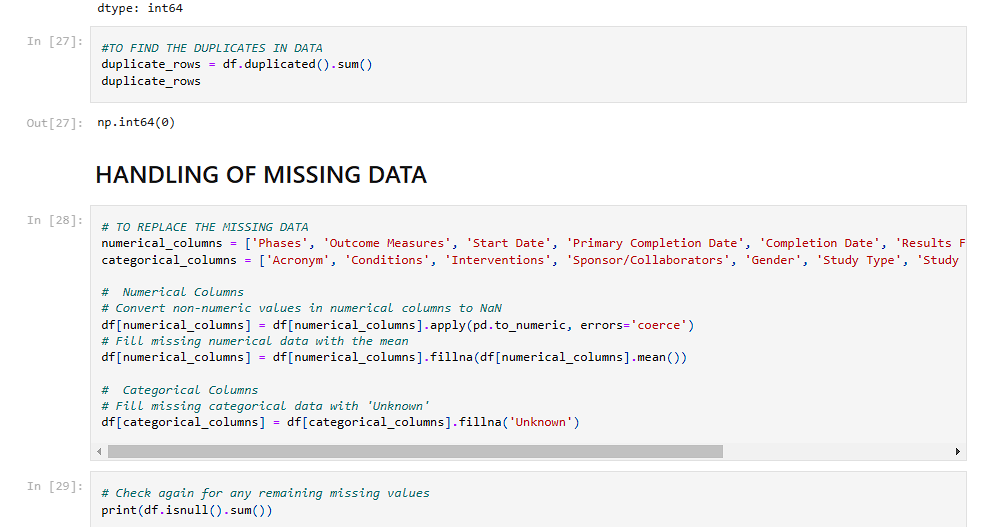 dtype: int64
In [27]:
#TO FIND THE DUPLICATES IN DATA
duplicate_rows = df.duplicated().sum()
duplicate_rows
Out[27]: np.int64(0)
HANDLING OF MISSING DATA
In [28]:
# TO REPLACE THE MISSING DATA
numerical_columns = ['Phases', 'Outcome Measures', 'Start Date', 'Primary Completion Date', 'Completion Date', 'Results F
categorical_columns = ['Acronym', 'Conditions', 'Interventions', 'Sponsor/Collaborators', 'Gender', 'Study Type', 'Study
#  Numerical Columns
# Convert non-numeric values in numerical columns to NaN
df[numerical_columns] = df[numerical_columns].apply(pd.to_numeric, errors='coerce')
# Fill missing numerical data with the mean
df[numerical_columns] = df[numerical_columns].fillna(df[numerical_columns].mean())
#  Categorical Columns
# Fill missing categorical data with 'Unknown'
df[categorical_columns] = df[categorical_columns].fillna('Unknown')
In [29]:
# Check again for any remaining missing values
print(df.isnull().sum())